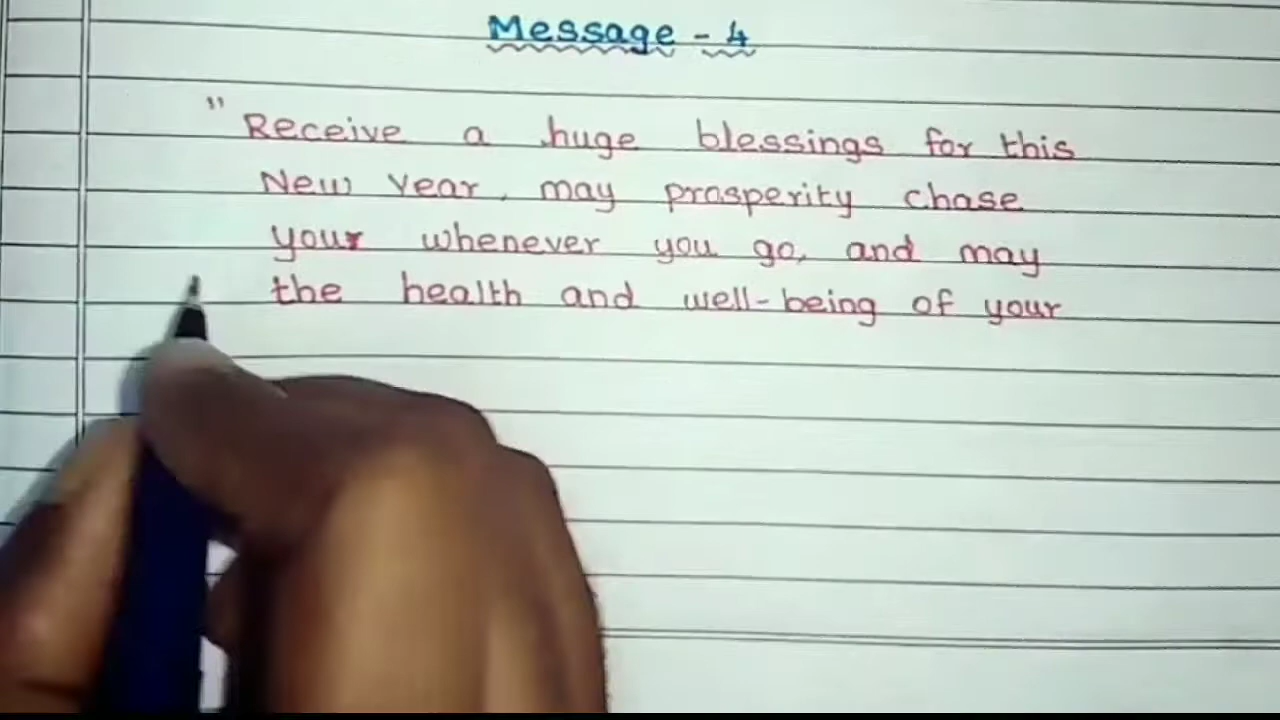 Message - 4
" Receive a huge blessings for this
New Year, may prosperity chase
your whenever you go, and may
the health and well-being of your